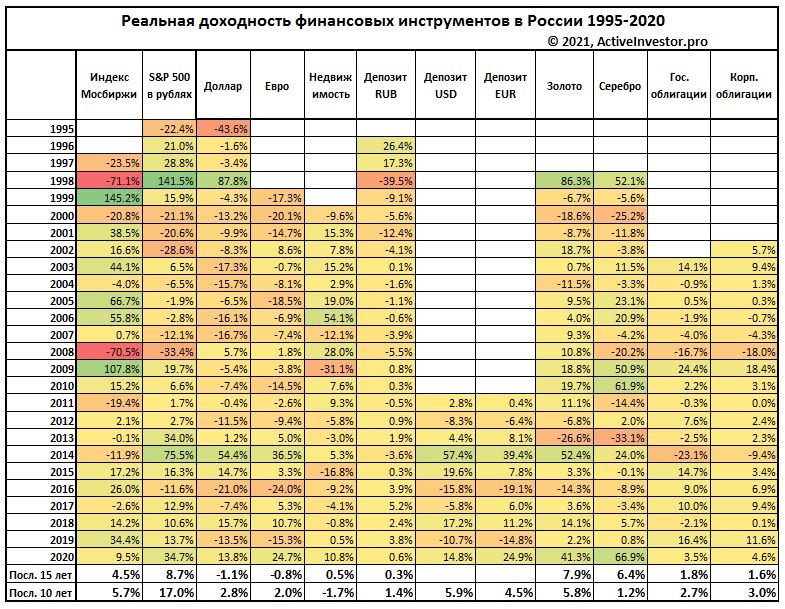 Реальная доходность финансовых инструментов в России 1995-2020
© 2021, ActiveInvestor.pro
Индекс Мосбиржи S&P 500 в рублях Доллар Евро Недвиж имость Депозит RUB Депозит USD Депозит EUR Золото Серебро Гос. облигации Корп. облигации
1995 -22.4% -43.6%
1996 21.0% -1.6% 26.4%
1997 -23.5% 28.8% -3.4% 17.3%
1998 -71.1% 141.5% 87.8% -39.5% 86.3% 52.1%
1999 145.2% 15.9% -4.3% -17.3% -9.1% -6.7% -5.6%
2000 -20.8% -21.1% -13.2% -20.1% -9.6% -5.6% -18.6% -25.2%
2001 38.5% -20.6% -9.9% -14.7% 15.3% -12.4% -8.7% -11.8%
2002 16.6% -28.6% -8.3% 8.6% 7.8% -4.1% 18.7% -3.8% 5.7%
2003 44.1% 6.5% -17.3% -0.7% 15.2% 0.1% 0.7% 11.5% 14.1% 9.4%
2004 -4.0% -6.5% -15.7% -8.1% 2.9% -1.6% -11.5% -3.3% -0.9% 1.3%
2005 66.7% -1.9% -6.5% -18.5% 19.0% -1.1% 9.5% 23.1% 0.5% 0.3%
2006 55.8% -2.8% -16.1% -6.9% 54.1% -0.6% 4.0% 20.9% -1.9% -0.7%
2007 0.7% -12.1% -16.7% -7.4% -12.1% -3.9% 9.3% -4.2% -4.0% -4.3%
2008 -70.5% -33.4% 5.7% 1.8% 28.0% -5.5% 10.8% -20.2% -16.7% -18.0%
2009 107.8% 19.7% -5.4% -3.8% -31.1% 0.8% 18.8% 50.9% 24.4% 18.4%
2010 15.2% 6.6% -7.4% -14.5% 7.6% 0.3% 19.7% 61.9% 2.2% 3.1%
2011 -19.4% 1.7% -0.4% -2.6% 9.3% -0.5% 2.8% 0.4% 11.1% -14.4% -0.3% 0.0%
2012 2.1% 2.7% -11.5% -9.4% -5.8% 0.9% -8.3% -6.4% -6.8% 2.0% 7.6% 2.4%
2013 -0.1% 34.0% 1.2% 5.0% -3.0% 1.9% 4.4% 8.1% -26.6% -33.1% -2.5% 2.3%
2014 -11.9% 75.5% 54.4% 36.5% 5.3% -3.6% 57.4% 39.4% 52.4% 24.0% -23.1% -9.4%
2015 17.2% 16.3% 14.7% 3.3% -16.8% 0.3% 19.6% 7.8% 3.3% -0.1% 14.7% 3.4%
2016 26.0% -11.6% -21.0% -24.0% -9.2% 3.9% -15.8% -19.1% -14.3% -8.9% 9.0% 6.9%
2017 -2.6% 12.9% -7.4% 5.3% -4.1% 5.2% -5.8% 6.0% 3.6% -3.4% 10.0% 9.4%
2018 14.2% 10.6% 15.7% 10.7% -0.8% 2.4% 17.2% 11.2% 14.1% 5.7% -2.1% 0.1%
2019 34.4% 13.7% -13.5% -15.3% 0.5% 3.8% -10.7% -14.8% 2.2% 0.8% 16.4% 11.6%
2020 9.5% 34.7% 13.8% 24.7% 10.8% 0.6% 14.8% 24.9% 41.3% 66.9% 3.5% 4.6%
Посл. 15 лет 4.5% 8.7% -1.1% -0.8% 0.5% 0.3% 7.9% 6.4% 1.8% 1.6%
Посл. 10 лет 5.7% 17.0% 2.8% 2.0% -1.7% 1.4% 5.9% 4.5% 5.8% 1.2% 2.7% 3.0%